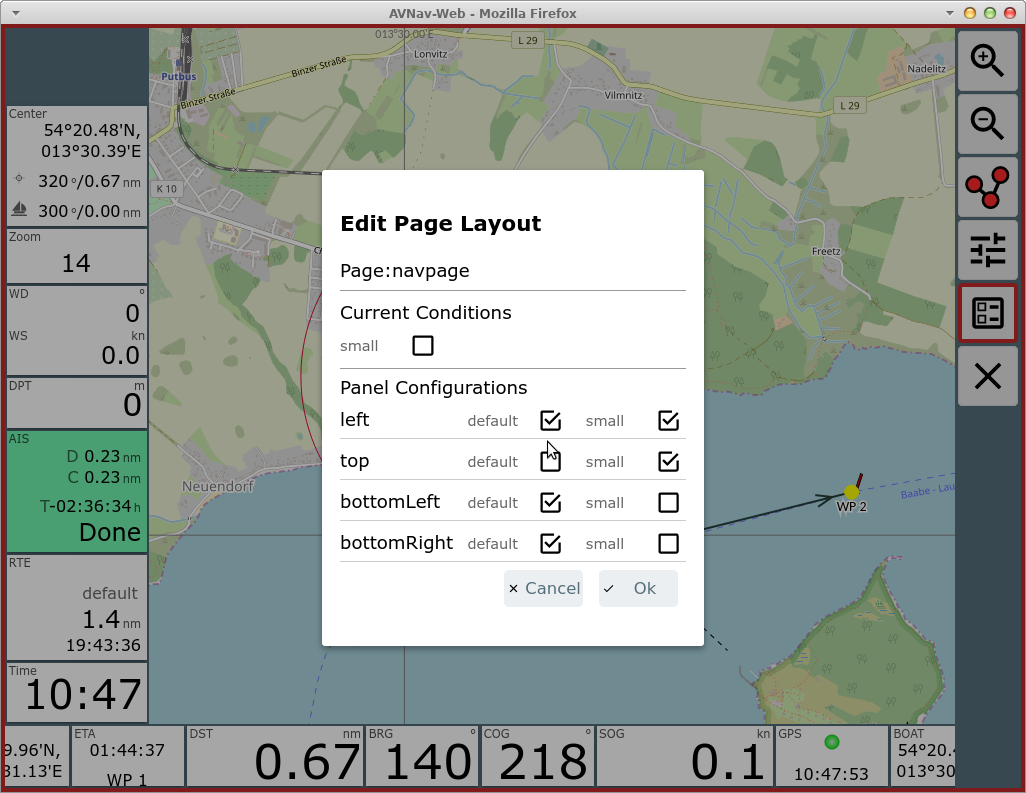 AVNav-Web - Mozilla Firefox
013°30.00'E
L 29
Lonvitz
Binzer Straße
Putbus
Binzer Straße
Vilmnitz
Nadelitz
L 29
K 10
Freetz
Neuendorf
WP 2
Baabe - Lau
Center
54°20.48'N,
013°30.39'E
320 °/0.67 nm
300 °/0.00 nm
Zoom
14
WD °
0
WS kn
0.0
DPT m
0
AIS
D 0.23 nm
C 0.23 nm
T-02:36:34 h
Done
RTE
default
1.4 nm
19:43:36
Time
10:47
Edit Page Layout
Page:navpage
Current Conditions
small
Panel Configurations
left default small
top default small
bottomLeft default small
bottomRight default small
Cancel Ok
9.96'N,
31.13'E
ETA
01:44:37
WP 1
DST nm
0.67
BRG °
140
COG °
218
SOG kn
0.1
GPS
10:47:53
BOAT
54°20.
013°30